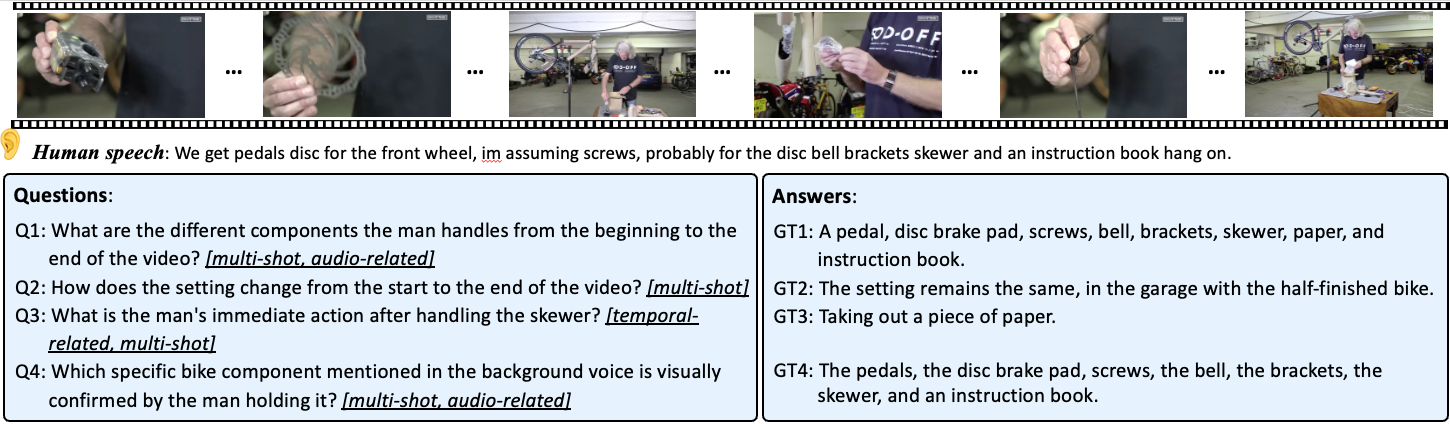 D-OFF
Human speech: We get pedals disc for the front wheel, im assuming screws, probably for the disc bell brackets skewer and an instruction book hang on.
Questions:
Q1: What are the different components the man handles from the beginning to the
end of the video? [multi-shot, audio-related]
Q2: How does the setting change from the start to the end of the video? [multi-shot]
Q3: What is the man's immediate action after handling the skewer? [temporal-
related, multi-shot]
Q4: Which specific bike component mentioned in the background voice is visually
confirmed by the man holding it? [multi-shot, audio-related]
Answers:
GT1: A pedal, disc brake pad, screws, bell, brackets, skewer, paper, and
instruction book.
GT2: The setting remains the same, in the garage with the half-finished bike.
GT3: Taking out a piece of paper.
GT4: The pedals, the disc brake pad, screws, the bell, the brackets, the
skewer, and an instruction book.